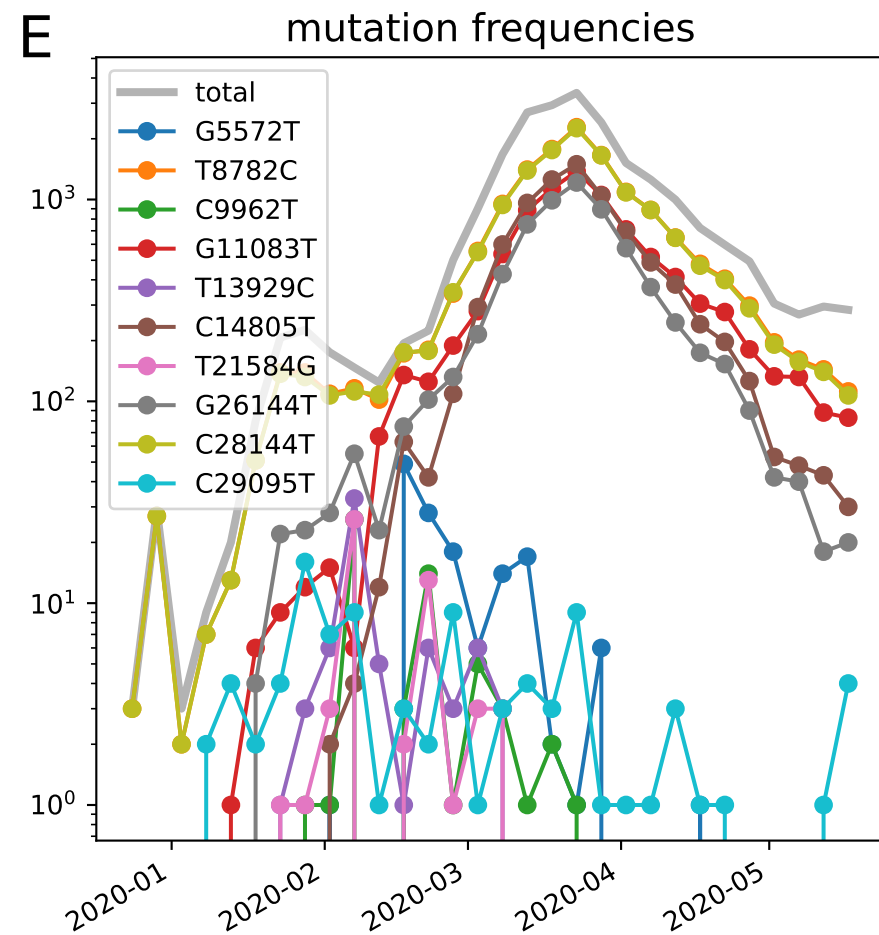 E
mutation frequencies
total
G5572T
T8782C
C9962T
G11083T
T13929C
C14805T
T21584G
G26144T
C28144T
C29095T
10³
10²
10¹
10⁰
2020-01
2020-02
2020-03
2020-04
2020-05